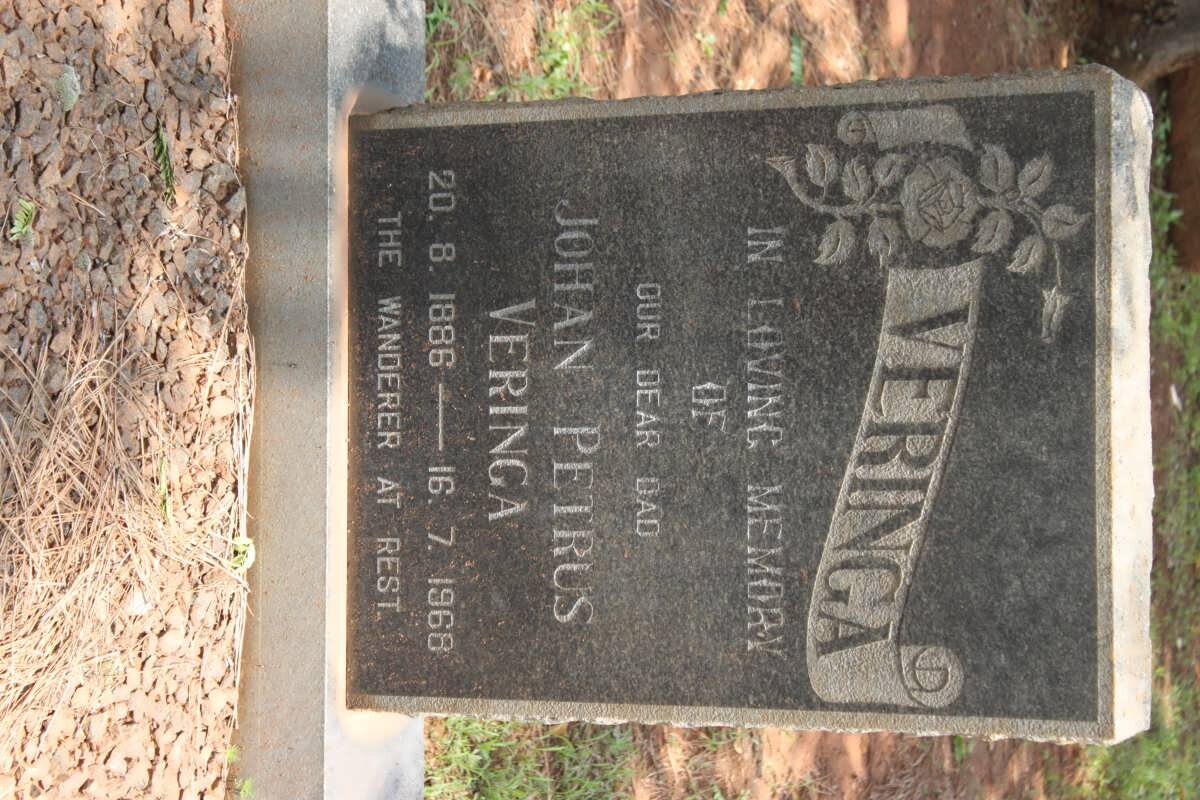 VERINGA
IN LOVING MEMORY
OF
OUR DEAR DAD
JOHAN PETRUS
VERINGA
20. 8. 1886 — 16. 7. 1968
THE WANDERER AT REST